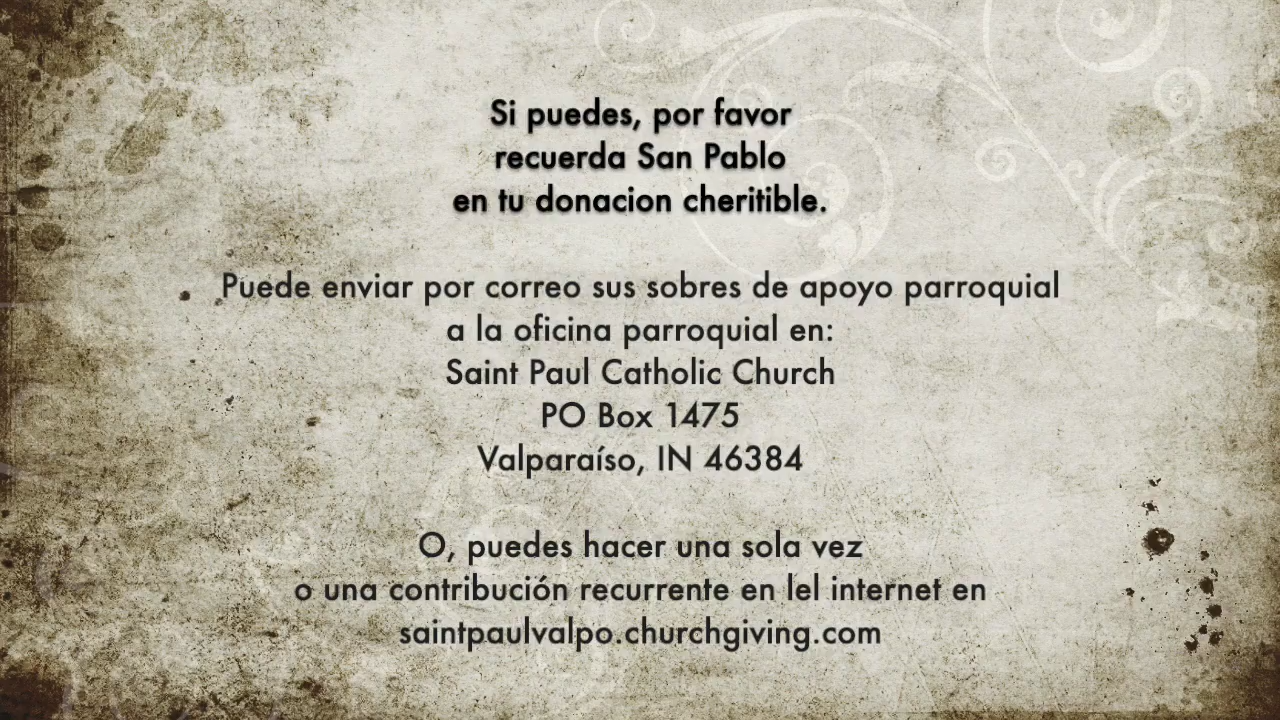 Si puedes, por favor
recuerda San Pablo
en tu donacion cheritible.
Puede enviar por correo sus sobres de apoyo parroquial
a la oficina parroquial en:
Saint Paul Catholic Church
PO Box 1475
Valparaíso, IN 46384
O, puedes hacer una sola vez
o una contribución recurrente en lel internet en
saintpaulvalpo.churchgiving.com